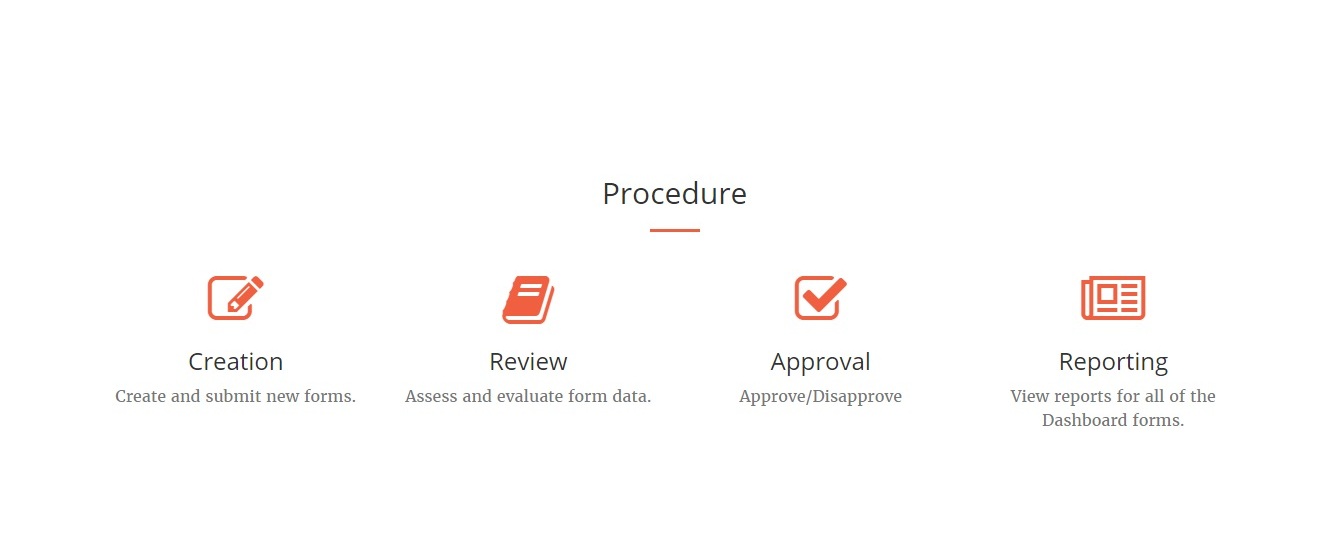 Procedure
Creation
Create and submit new forms.
Review
Assess and evaluate form data.
Approval
Approve/Disapprove
Reporting
View reports for all of the
Dashboard forms.